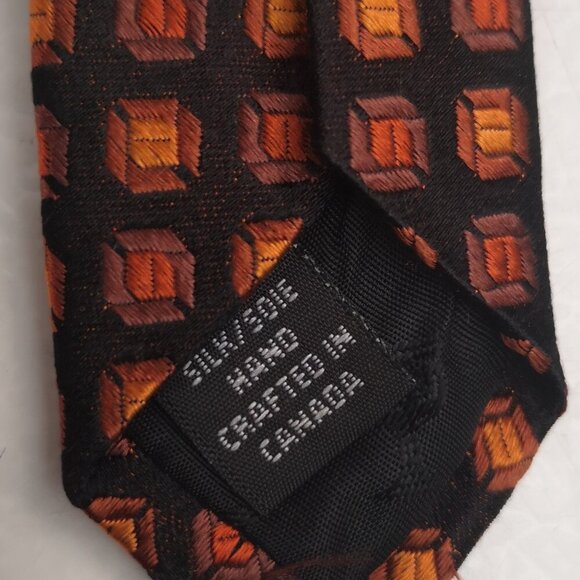 SILK/SOIE
HAND
CRAFTED IN
CANADA